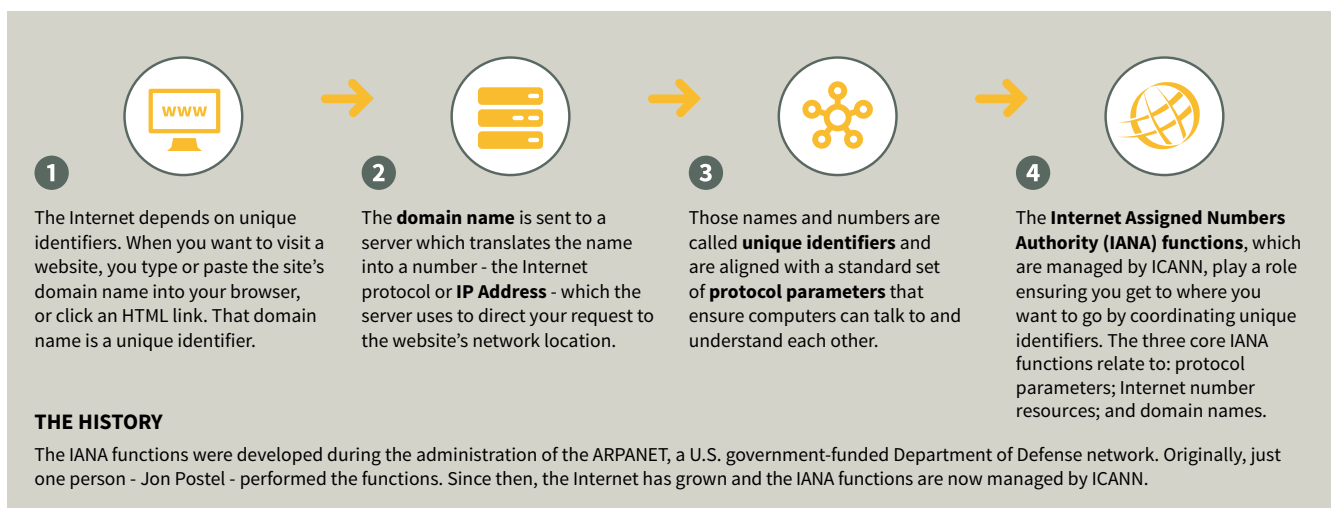 www
1
The Internet depends on unique
identifiers. When you want to visit a
website, you type or paste the site's
domain name into your browser,
or click an HTML link. That domain
name is a unique identifier.
2
The domain name is sent to a
server which translates the name
into a number - the Internet
protocol or IP Address - which the
server uses to direct your request to
the website's network location.
3
Those names and numbers are
called unique identifiers and
are aligned with a standard set
of protocol parameters that
ensure computers can talk to and
understand each other.
4
The Internet Assigned Numbers
Authority (IANA) functions, which
are managed by ICANN, play a role
ensuring you get to where you
want to go by coordinating unique
identifiers. The three core IANA
functions relate to: protocol
parameters; Internet number
resources; and domain names.
THE HISTORY
The IANA functions were developed during the administration of the ARPANET, a U.S. government-funded Department of Defense network. Originally, just
one person - Jon Postel - performed the functions. Since then, the Internet has grown and the IANA functions are now managed by ICANN.